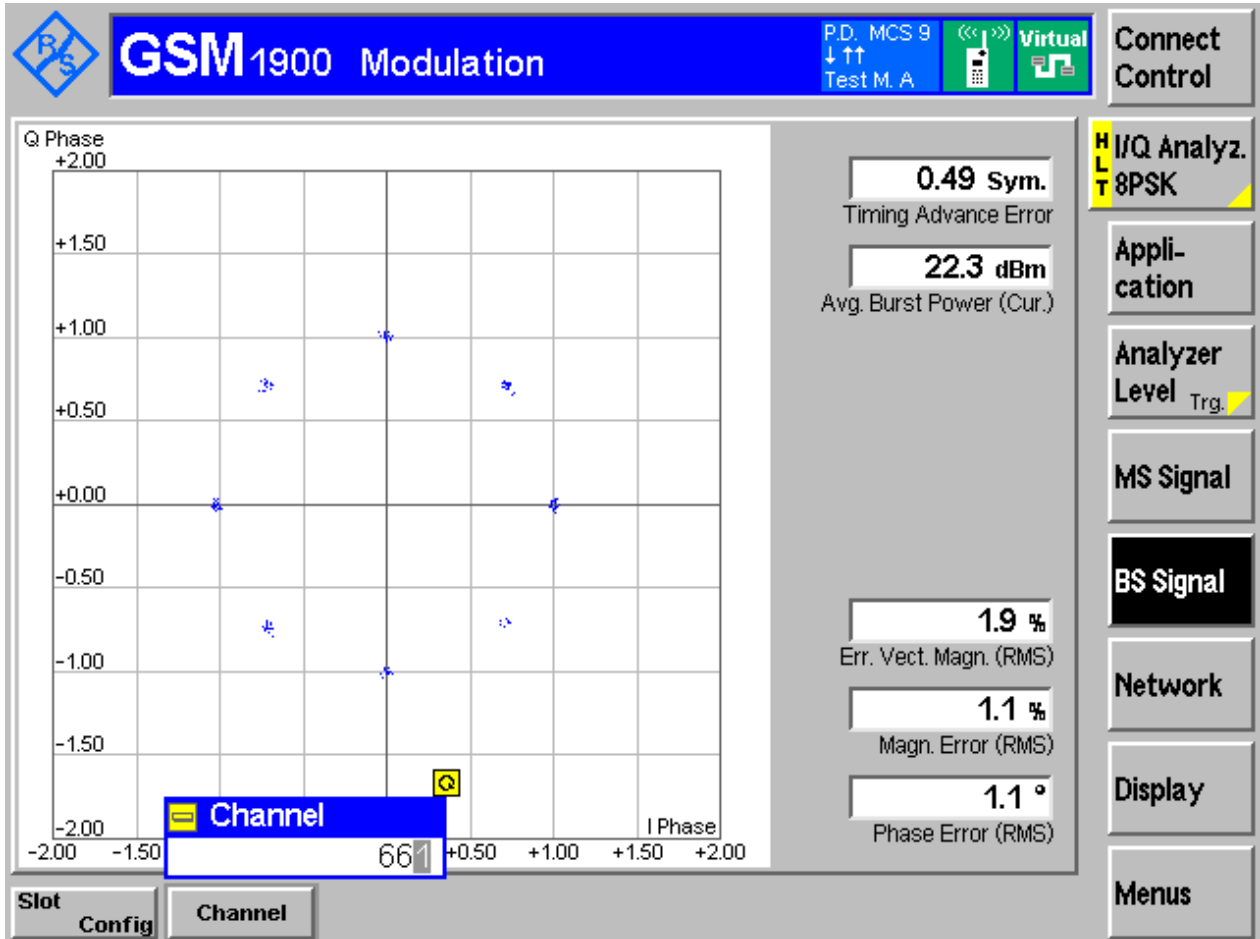 R/S
GSM 1900 Modulation
P.D. MCS 9
↓ ↑↑
Test M. A
Virtual
Connect
Control
Q Phase
+2.00
+1.50
+1.00
+0.50
+0.00
-0.50
-1.00
-1.50
-2.00
I Phase
-2.00 -1.50 +0.50 +1.00 +1.50 +2.00
Q
Channel
661
0.49 Sym.
Timing Advance Error
22.3 dBm
Avg. Burst Power (Cur.)
1.9 %
Err. Vect. Magn. (RMS)
1.1 %
Magn. Error (RMS)
1.1 °
Phase Error (RMS)
HLT
I/Q Analyz.
8PSK
Appli-
cation
Analyzer
Level Trg.
MS Signal
BS Signal
Network
Display
Menus
Slot
Config
Channel